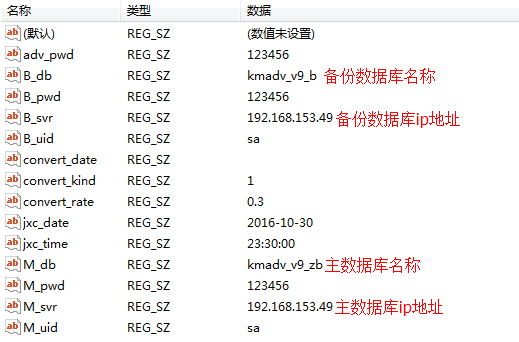 名称 类型 数据
(默认) REG_SZ (数值未设置)
adv_pwd REG_SZ 123456
B_db REG_SZ kmadv_v9_b 备份数据库名称
B_pwd REG_SZ 123456
B_svr REG_SZ 192.168.153.49 备份数据库ip地址
B_uid REG_SZ sa
convert_date REG_SZ
convert_kind REG_SZ 1
convert_rate REG_SZ 0.3
jxc_date REG_SZ 2016-10-30
jxc_time REG_SZ 23:30:00
M_db REG_SZ kmadv_v9_zb 主数据库名称
M_pwd REG_SZ 123456
M_svr REG_SZ 192.168.153.49 主数据库ip地址
M_uid REG_SZ sa